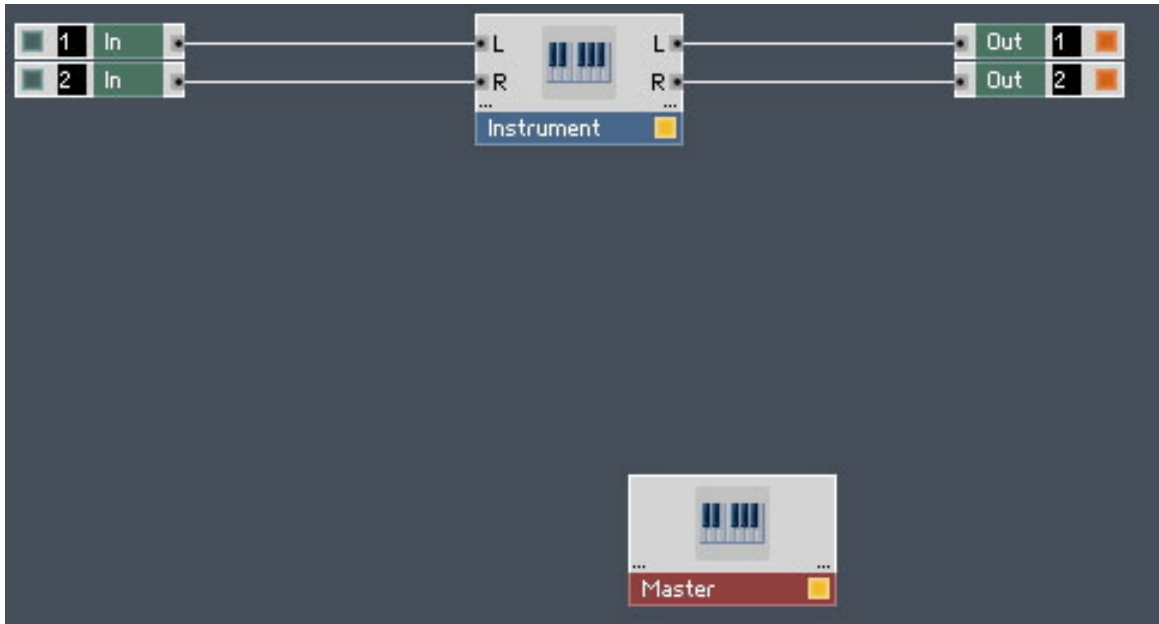 1 In L L Out 1
2 In R R Out 2
... ...
Instrument
... ...
Master